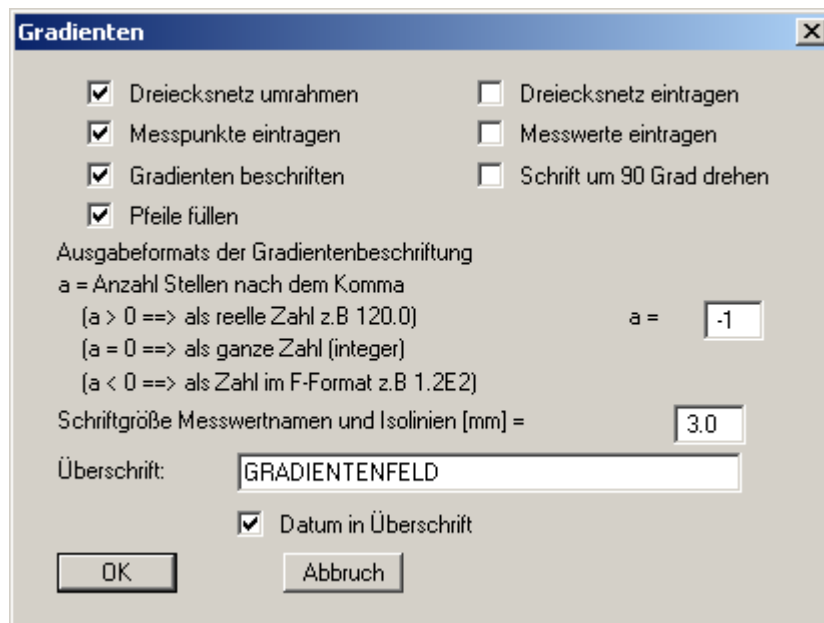 Gradienten
Dreiecksnetz umrahmen
Dreiecksnetz eintragen
Messpunkte eintragen
Messwerte eintragen
Gradienten beschriften
Schrift um 90 Grad drehen
Pfeile füllen
Ausgabeformats der Gradientenbeschriftung
a = Anzahl Stellen nach dem Komma
(a > 0 ==> als reelle Zahl z.B 120.0)
a = -1
(a = 0 ==> als ganze Zahl (integer)
(a < 0 ==> als Zahl im F-Format z.B 1.2E2)
Schriftgröße Messwertnamen und Isolinien [mm] = 3.0
Überschrift: GRADIENTENFELD
Datum in Überschrift
OK
Abbruch